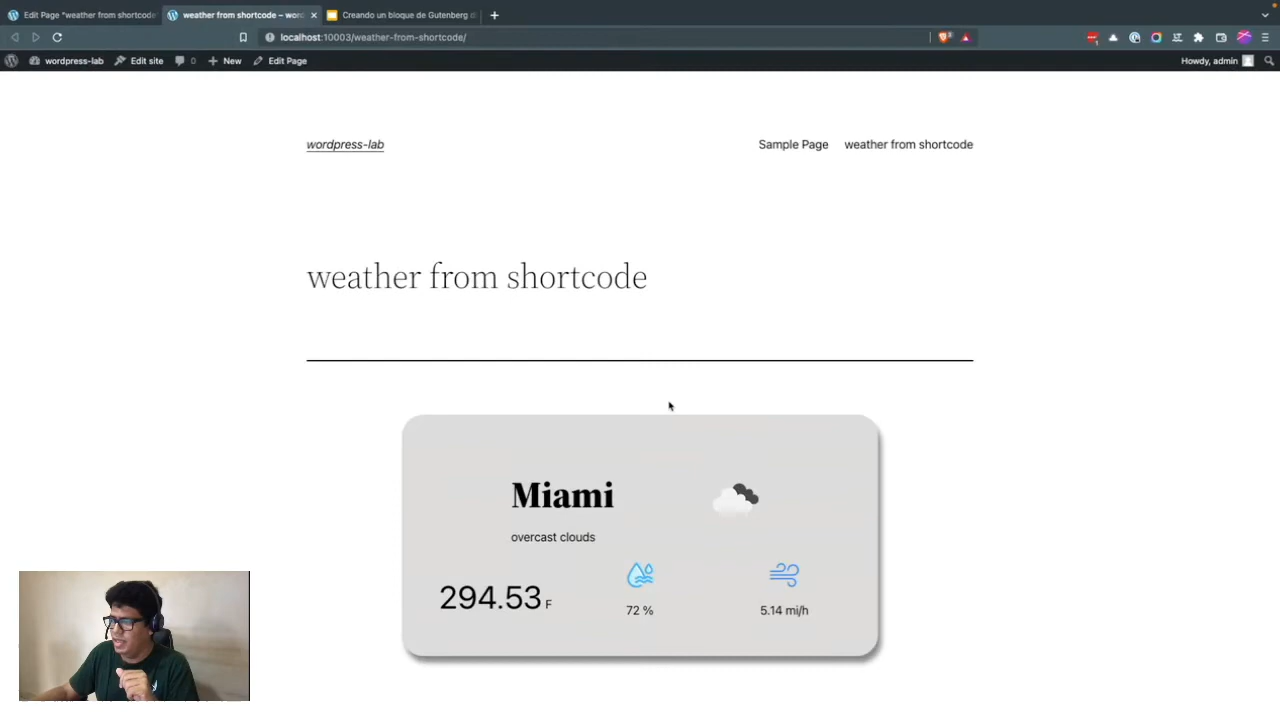 Edit Page "weather from shortcode"
weather from shortcode – wor
Creando un bloque de Gutenberg d
localhost:10003/weather-from-shortcode/
wordpress-lab
Edit site
0
New
Edit Page
Howdy, admin
wordpress-lab
Sample Page
weather from shortcode
weather from shortcode
Miami
overcast clouds
294.53 F
72 %
5.14 mi/h